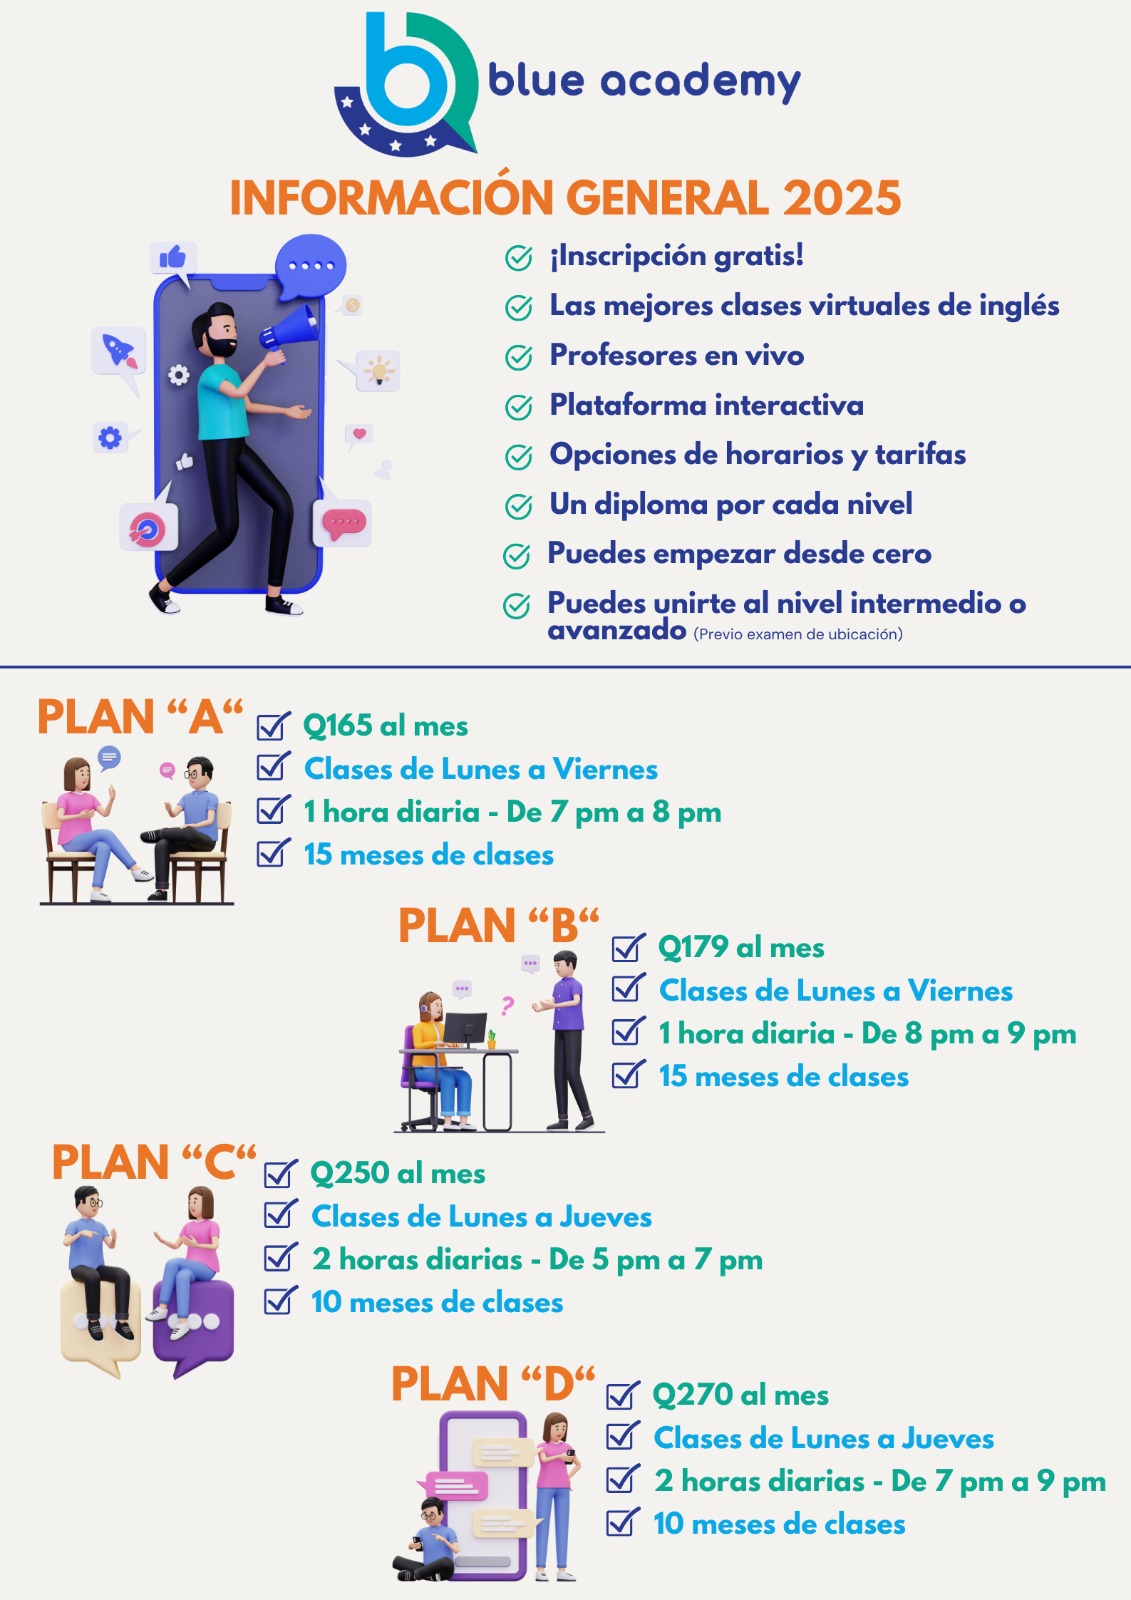 blue academy
INFORMACIÓN GENERAL 2025
¡Inscripción gratis!
Las mejores clases virtuales de inglés
Profesores en vivo
Plataforma interactiva
Opciones de horarios y tarifas
Un diploma por cada nivel
Puedes empezar desde cero
Puedes unirte al nivel intermedio o
avanzado (Previo examen de ubicación)
PLAN “A“
Q165 al mes
Clases de Lunes a Viernes
1 hora diaria - De 7 pm a 8 pm
15 meses de clases
PLAN “B“
Q179 al mes
Clases de Lunes a Viernes
1 hora diaria - De 8 pm a 9 pm
15 meses de clases
?
PLAN “C“
Q250 al mes
Clases de Lunes a Jueves
2 horas diarias - De 5 pm a 7 pm
10 meses de clases
PLAN “D“
Q270 al mes
Clases de Lunes a Jueves
2 horas diarias - De 7 pm a 9 pm
10 meses de clases